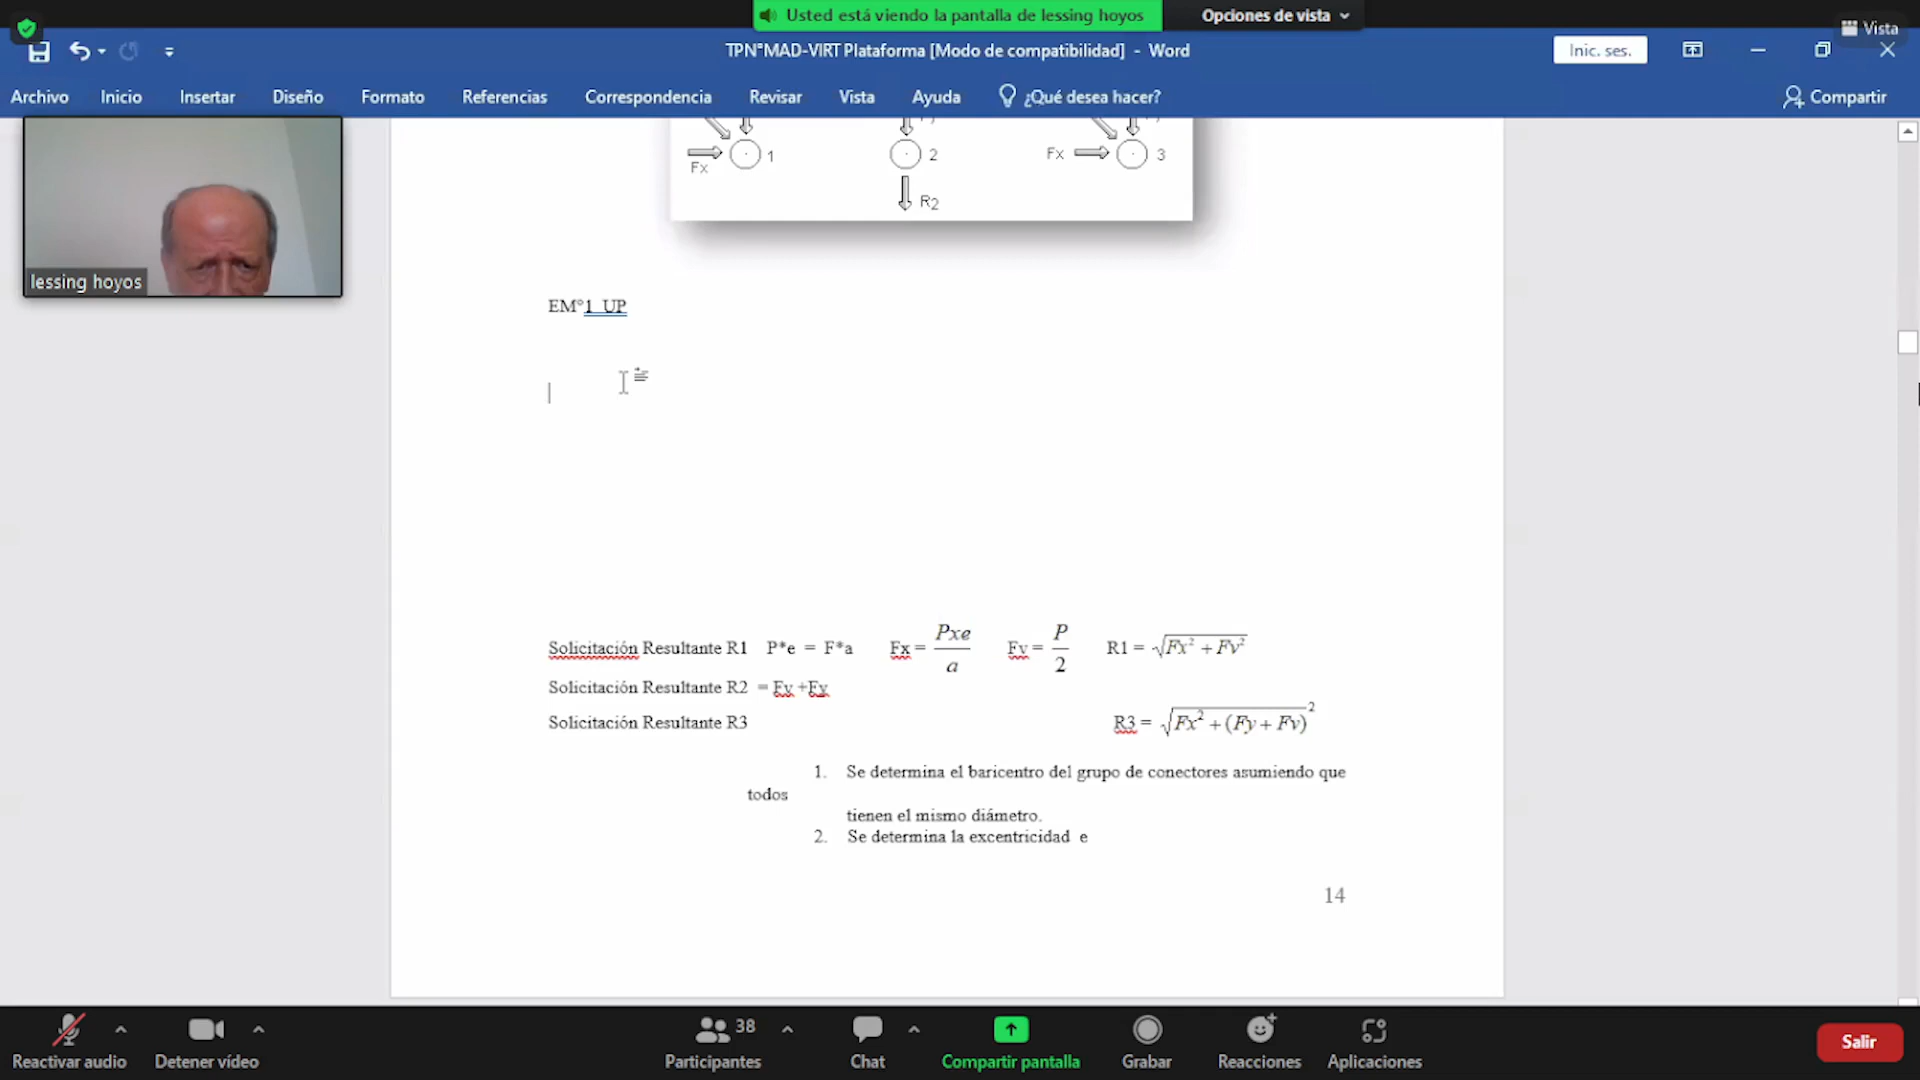 Usted está viendo la pantalla de lessing hoyos
Opciones de vista
Vista
TPN°MAD-VIRT Plataforma [Modo de compatibilidad] - Word
Inic. ses.
Archivo Inicio Insertar Diseño Formato Referencias Correspondencia Revisar Vista Ayuda ¿Qué desea hacer? Compartir
lessing hoyos
Fx 1 2 Fx 3
R2
EM°1 UP
Solicitación Resultante R1 P*e = F*a Fx = Pxe / a Fv = P / 2 R1 = √Fx² + Fv²
Solicitación Resultante R2 = Fy +Fv
Solicitación Resultante R3 R3 = √Fx² + (Fy + Fv)²
1. Se determina el baricentro del grupo de conectores asumiendo que
todos
tienen el mismo diámetro.
2. Se determina la excentricidad e
14
Reactivar audio
Detener vídeo
38
Participantes
Chat
Compartir pantalla
Grabar
Reacciones
Aplicaciones
Salir